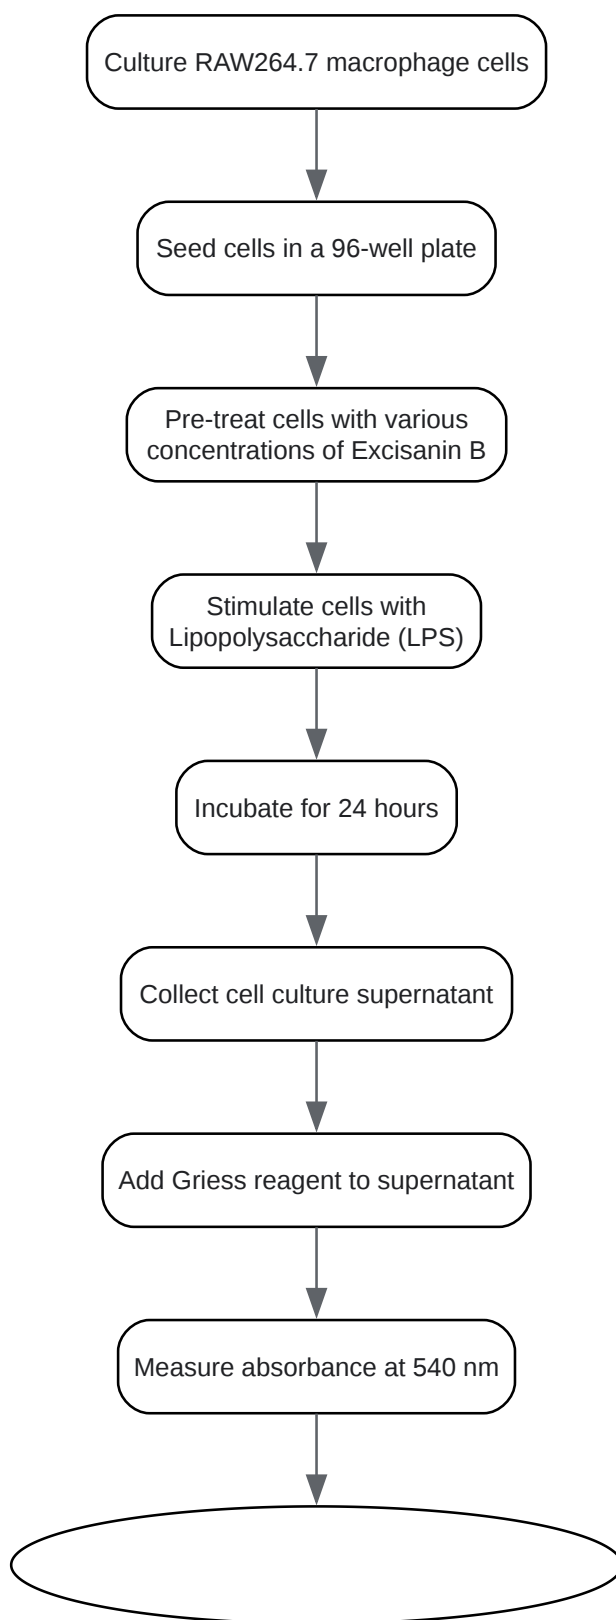 Culture RAW264.7 macrophage cells
Seed cells in a 96-well plate
Pre-treat cells with various
concentrations of Excisanin B
Stimulate cells with
Lipopolysaccharide (LPS)
Incubate for 24 hours
Collect cell culture supernatant
Add Griess reagent to supernatant
Measure absorbance at 540 nm